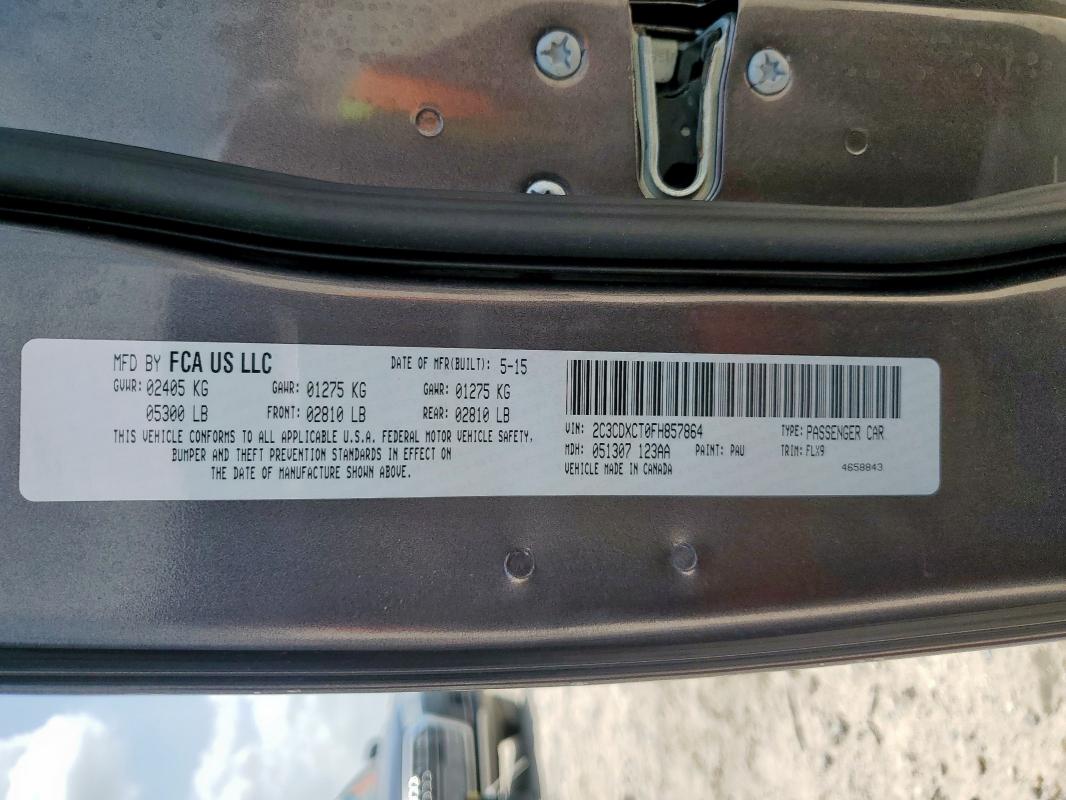 MFD BY FCA US LLC DATE OF MFR(BUILT): 5-15
GVWR: 02405 KG GAWR: 01275 KG GAWR: 01275 KG
05300 LB FRONT: 02810 LB REAR: 02810 LB
THIS VEHICLE CONFORMS TO ALL APPLICABLE U.S.A. FEDERAL MOTOR VEHICLE SAFETY,
BUMPER AND THEFT PREVENTION STANDARDS IN EFFECT ON
THE DATE OF MANUFACTURE SHOWN ABOVE.
VIN: 2C3CDXCT0FH857864 TYPE: PASSENGER CAR
MDH: 051307 123AA PAINT: PAU TRIM: FLX9
VEHICLE MADE IN CANADA 4658843